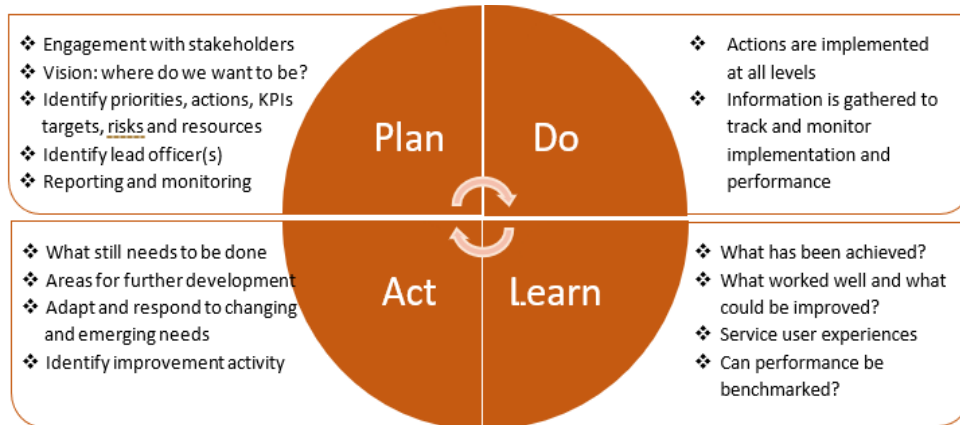 ❖ Engagement with stakeholders
❖ Vision: where do we want to be?
❖ Identify priorities, actions, KPIs
targets, risks and resources
❖ Identify lead officer(s)
❖ Reporting and monitoring
Plan
Do
❖ Actions are implemented
at all levels
❖ Information is gathered to
track and monitor
implementation and
performance
❖ What still needs to be done
❖ Areas for further development
❖ Adapt and respond to changing
and emerging needs
❖ Identify improvement activity
Act
Learn
❖ What has been achieved?
❖ What worked well and what
could be improved?
❖ Service user experiences
❖ Can performance be
benchmarked?